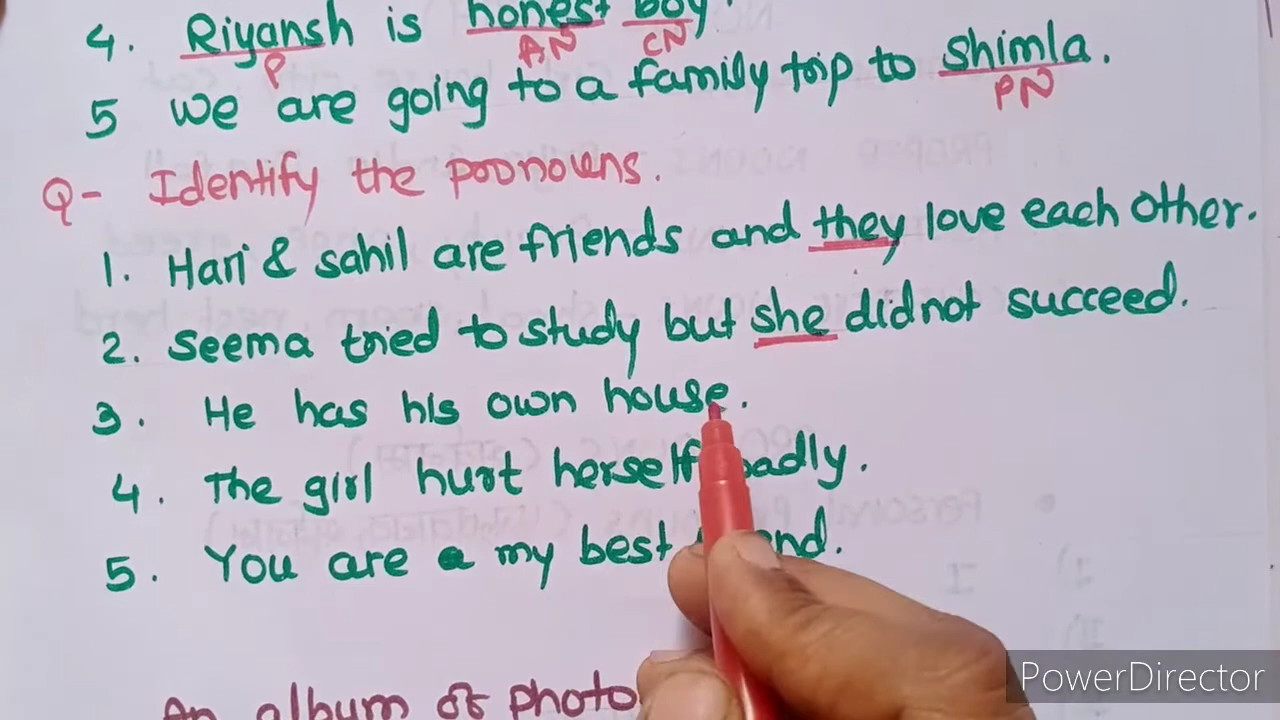 4. Riyansh is honest boy.
P AN CN
5 We are going to a family trip to Shimla.
PN
Q- Identify the pronouns.
1. Hari & Sahil are friends and they love each other.
2. Seema tried to study but she did not succeed.
3. He has his own house.
4. The girl hurt herself badly.
5. You are a my best friend.
An album of photo
PowerDirector